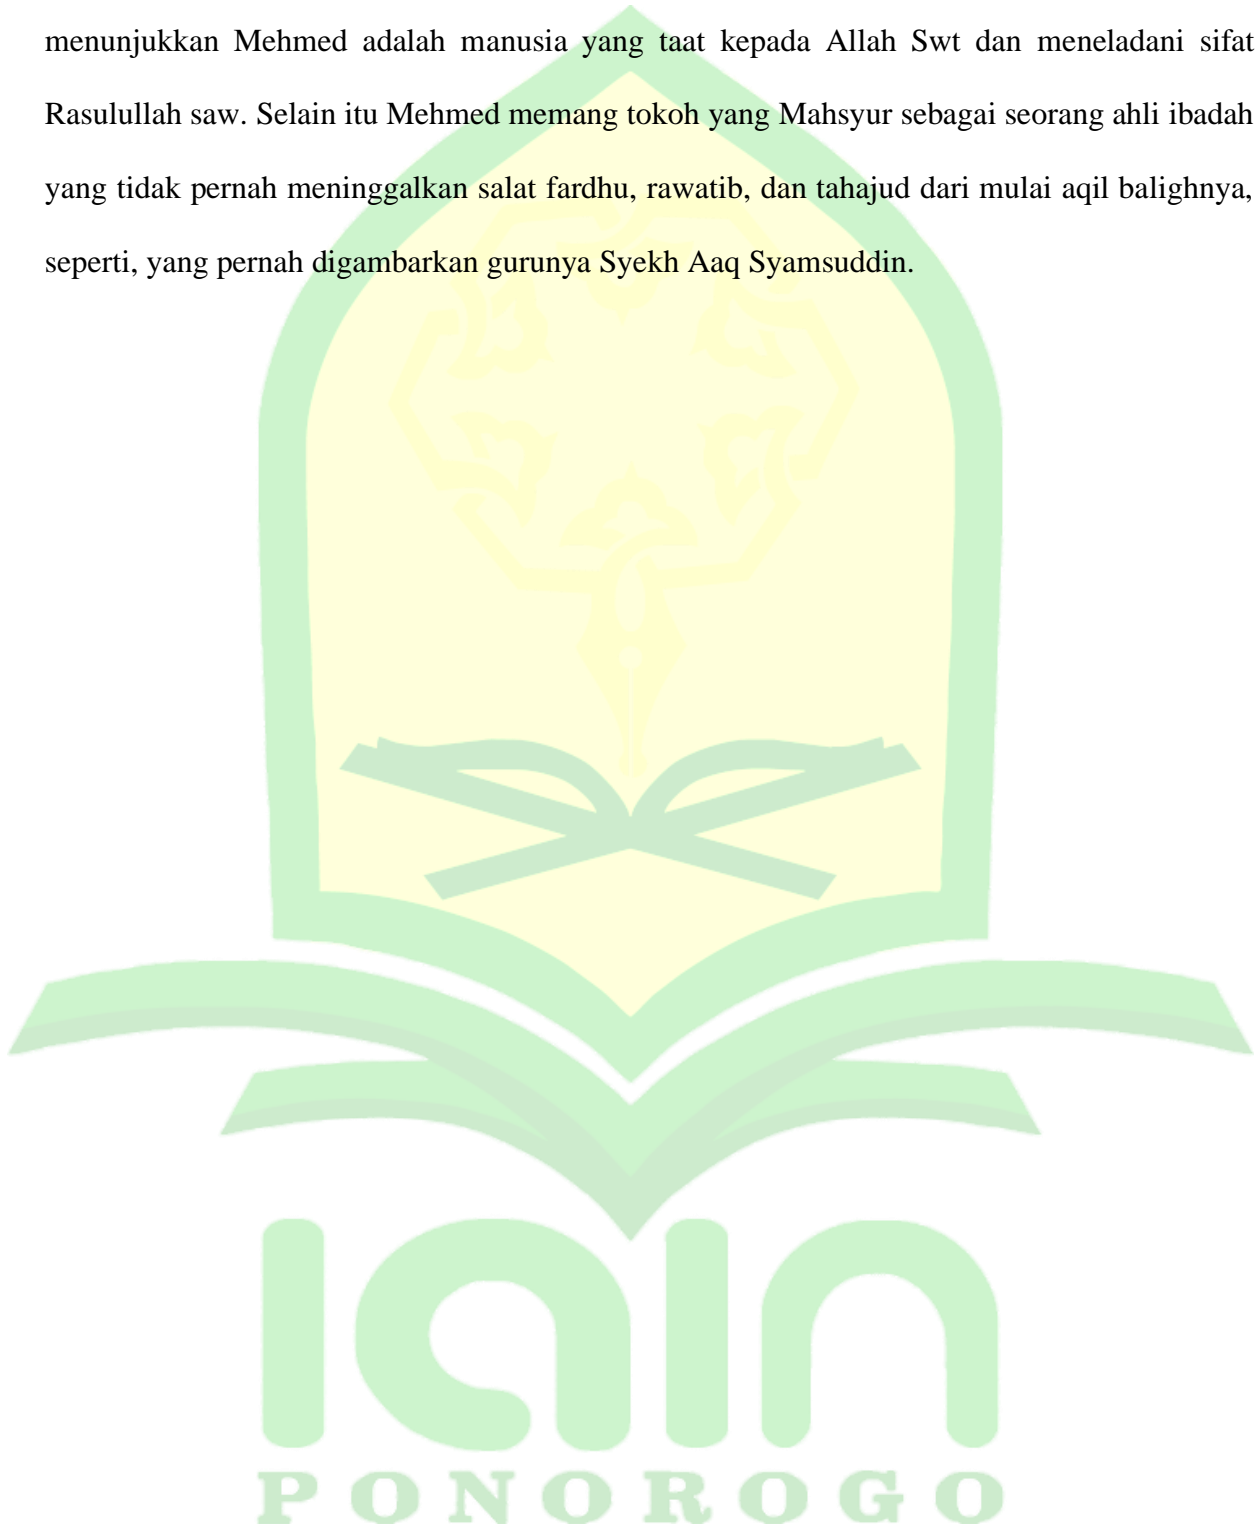 menunjukkan Mehmed adalah manusia yang taat kepada Allah Swt dan meneladani sifat
Rasulullah saw. Selain itu Mehmed memang tokoh yang Mahsyur sebagai seorang ahli ibadah
yang tidak pernah meninggalkan salat fardhu, rawatib, dan tahajud dari mulai aqil balighnya,
seperti, yang pernah digambarkan gurunya Syekh Aaq Syamsuddin.
iain
PONOROGO